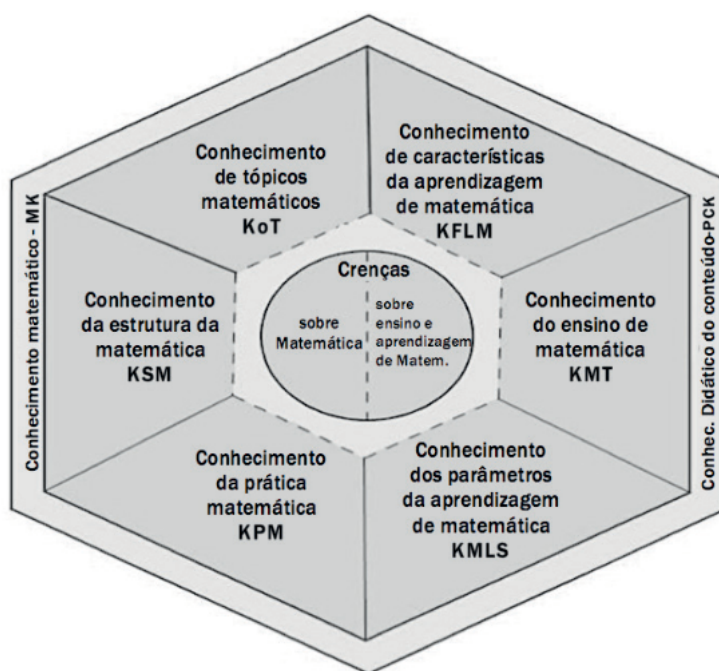 Conhecimento
de tópicos
matemáticos
KoT
Conhecimento
de características
da aprendizagem
de matemática
KFLM
Conhecimento matemático - MK
Conhecimento
da estrutura da
matemática
KSM
Crenças
sobre
Matemática
sobre
ensino e
aprendizagem
de Matem.
Conhecimento
do ensino de
matemática
KMT
Conhec. Didático do conteúdo-PCK
Conhecimento
da prática
matemática
KPM
Conhecimento
dos parâmetros
da aprendizagem
de matemática
KMLS